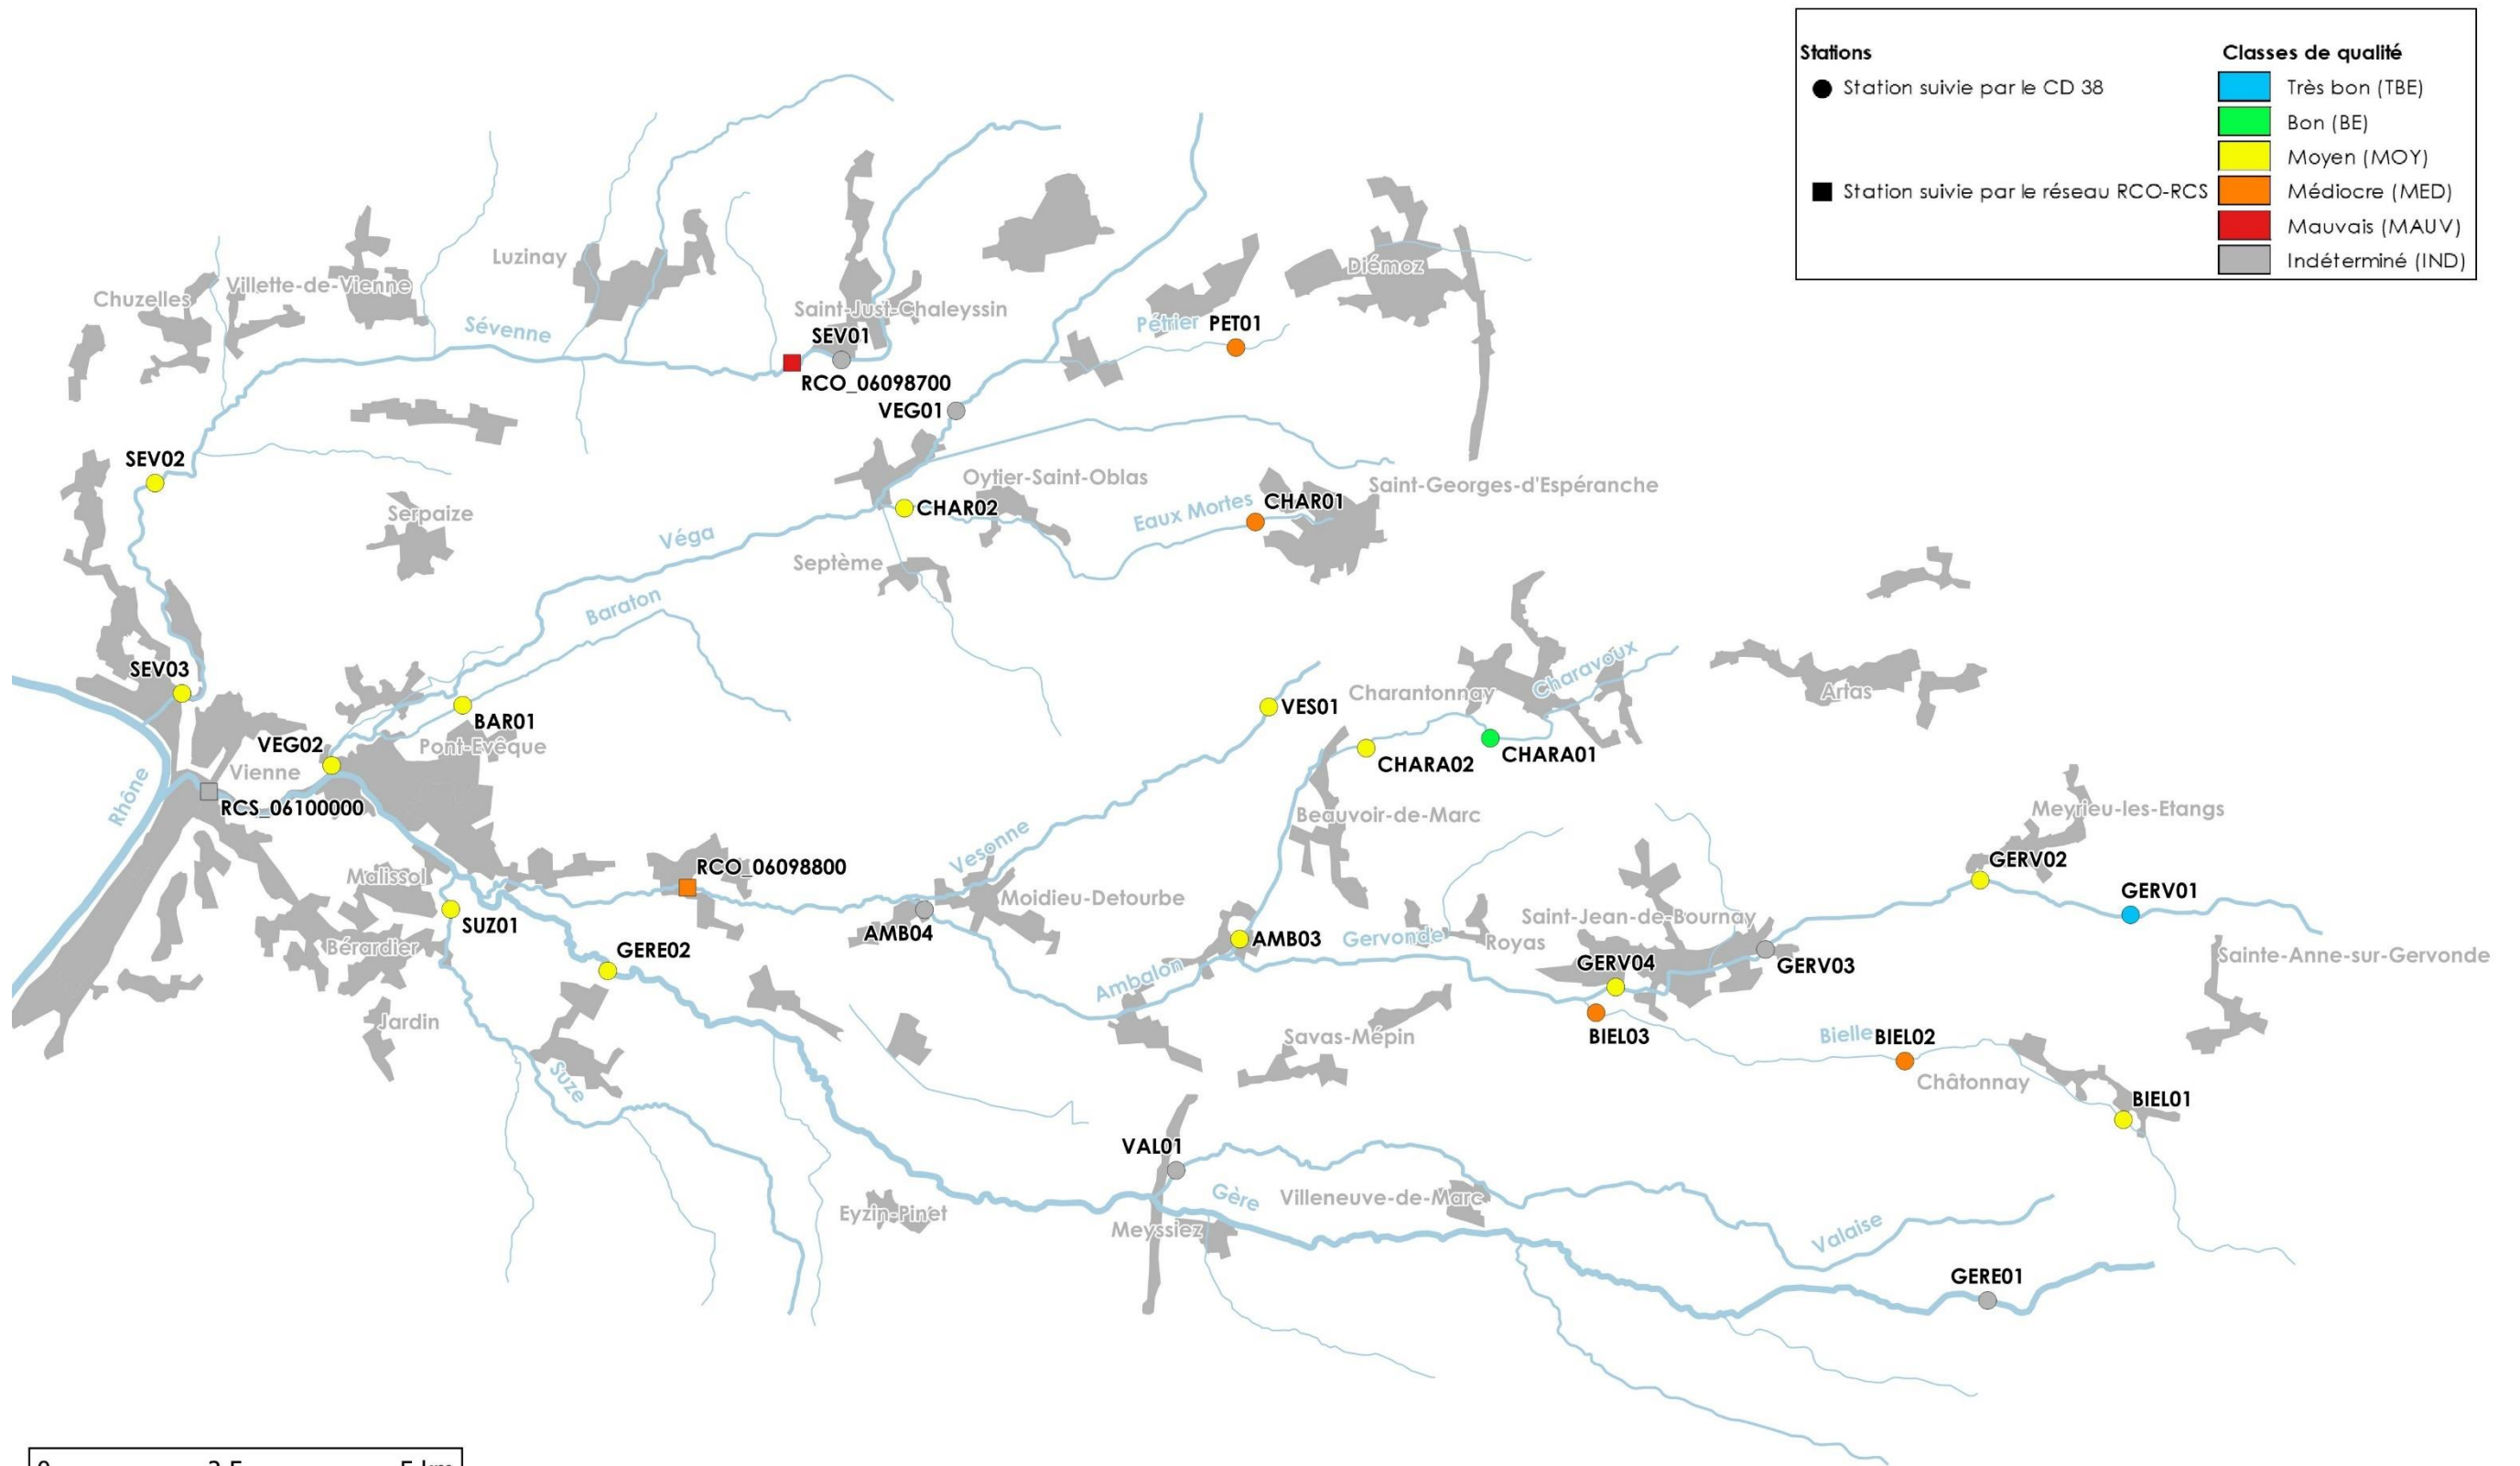 Stations
Classes de qualité
Station suivie par le CD 38
Très bon (TBE)
Bon (BE)
Moyen (MOY)
Station suivie par le réseau RCO-RCS
Médiocre (MED)
Mauvais (MAUV)
Indéterminé (IND)
Luzinay
Diémoz
Villette-de-Vienne
Chuzelles
Saint-Just-Chaleyssin
Sévenne
Pétrier
PET01
SEV01
RCO_06098700
VEG01
SEV02
Oytier-Saint-Oblas
Saint-Georges-d'Espéranche
CHAR02
Eaux Mortes
CHAR01
Serpaize
Véga
Septème
Baraton
SEV03
Charavoux
Charantonnay
Artas
VES01
BAR01
VEG02
Pont-Evêque
CHARA02
CHARA01
Vienne
Rhône
RCS_06100000
Beauvoir-de-Marc
Meyrieu-les-Etangs
Vesonne
RCO_06098800
GERV02
Malissol
GERV01
Moidieu-Detourbe
SUZ01
AMB04
Saint-Jean-de-Bournay
AMB03
Gervonde
Royas
Bérardier
GERE02
Sainte-Anne-sur-Gervonde
GERV04
GERV03
Ambalon
Jardin
Savas-Mépin
BIEL03
Bielle
BIEL02
Suze
Châtonnay
BIEL01
VAL01
Gère
Villeneuve-de-Marc
Eyzin-Pinet
Meyssiez
Valaise
GERE01
0 2,5 5 km